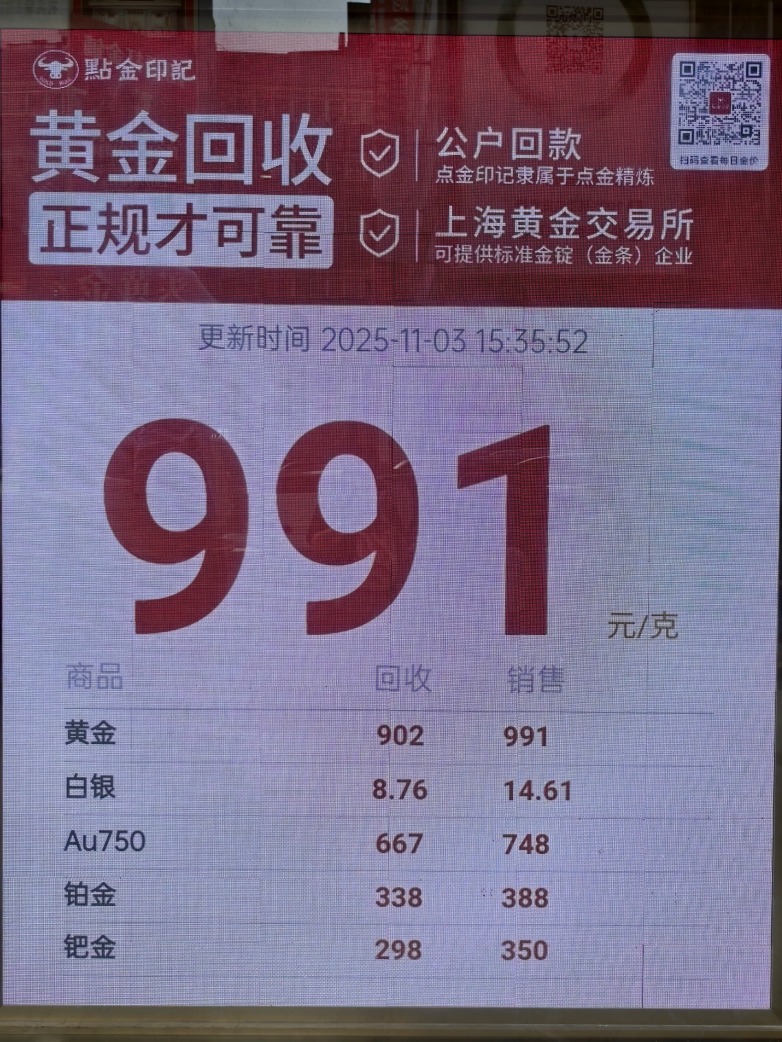 點金印記
扫码查看每日金价
黄金回收
正规才可靠
公户回款
点金印记隶属于点金精炼
上海黄金交易所
可提供标准金锭（金条）企业
更新时间 2025-11-03 15:35:52
991
元/克
商品 回收 销售
黄金 902 991
白银 8.76 14.61
Au750 667 748
铂金 338 388
钯金 298 350